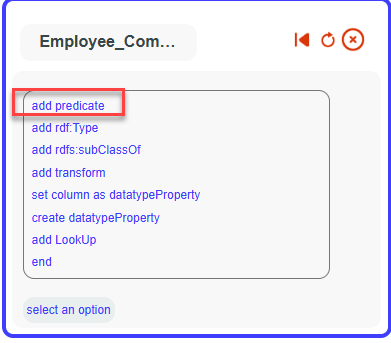 Employee_Com...
add predicate
add rdf:Type
add rdfs:subClassOf
add transform
set column as datatypeProperty
create datatypeProperty
add LookUp
end
select an option